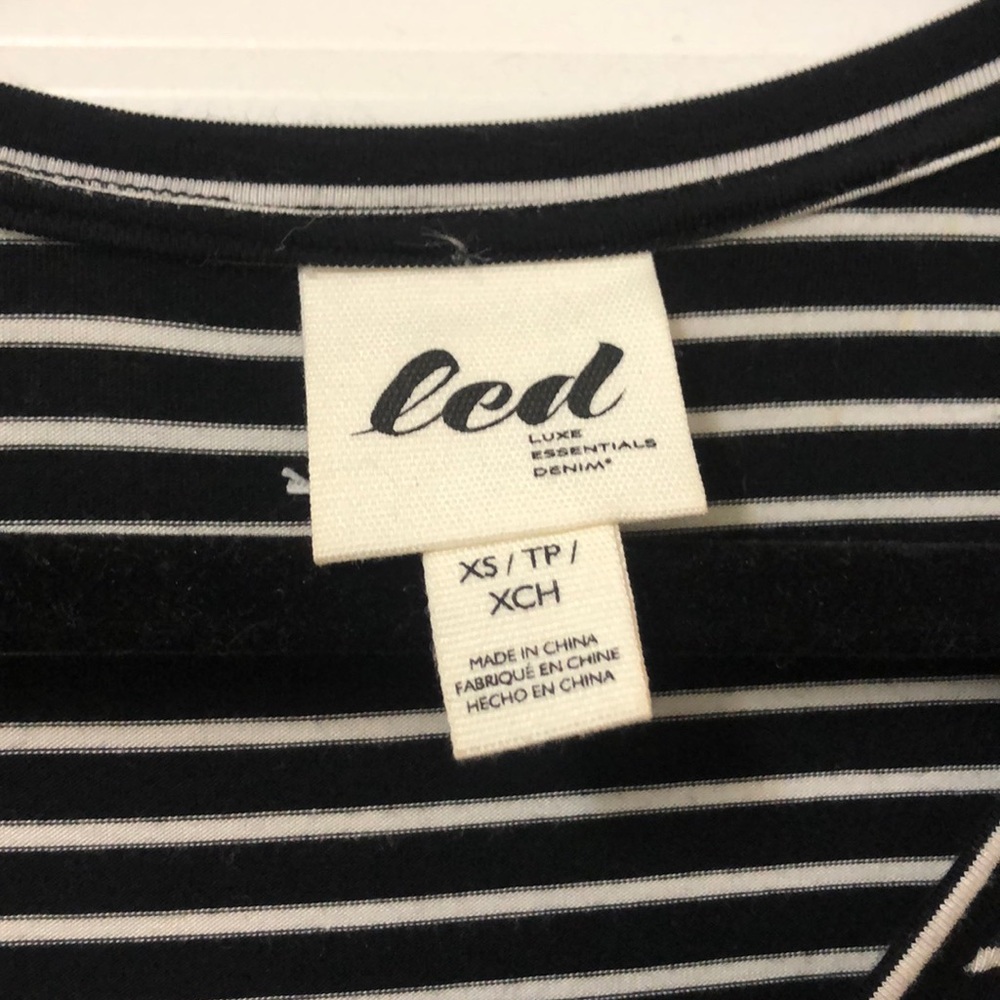 led
LUXE
ESSENTIALS
DENIM®
XS / TP /
XCH
MADE IN CHINA
FABRIQUÉ EN CHINE
HECHO EN CHINA